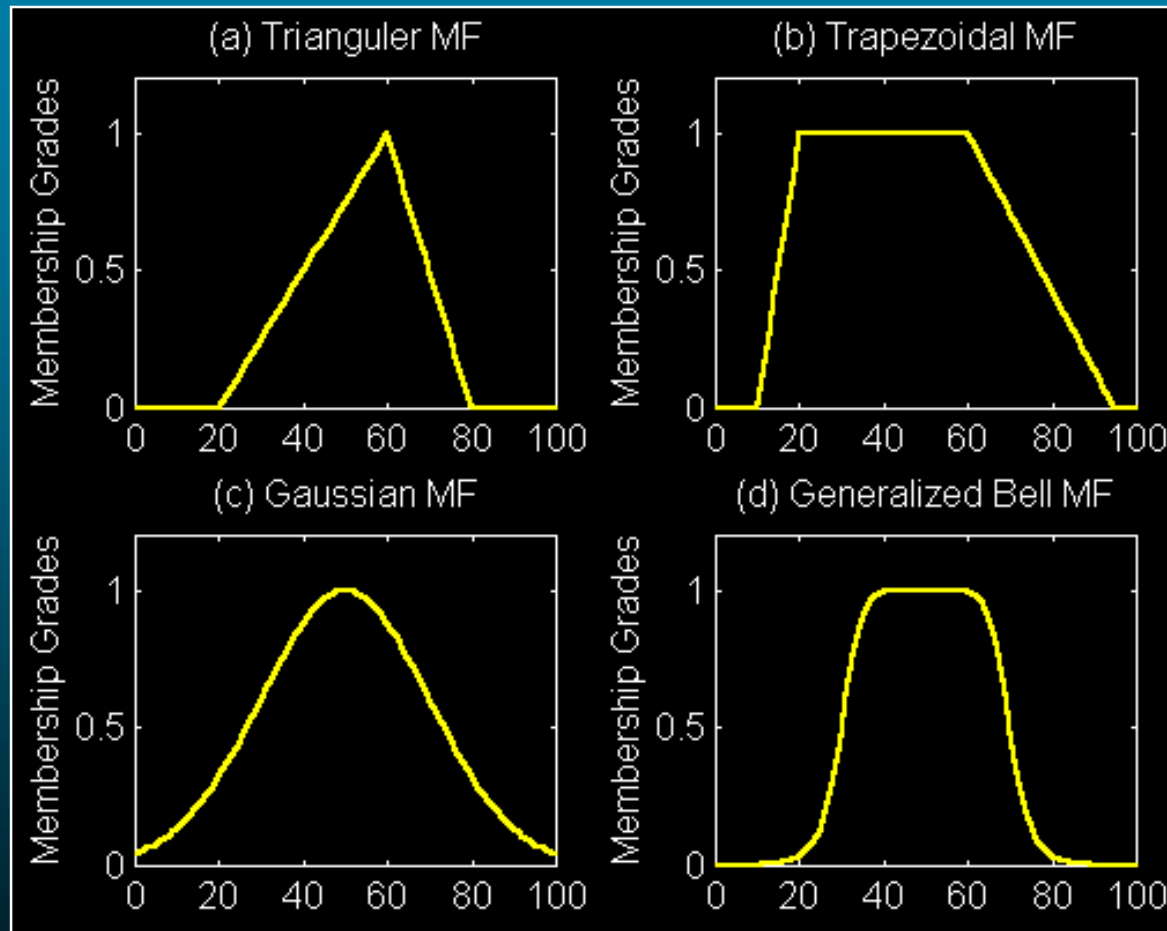 (a) Trianguler MF
Membership Grades
1
0.5
0
0 20 40 60 80 100
(b) Trapezoidal MF
Membership Grades
1
0.5
0
0 20 40 60 80 100
(c) Gaussian MF
Membership Grades
1
0.5
0
0 20 40 60 80 100
(d) Generalized Bell MF
Membership Grades
1
0.5
0
0 20 40 60 80 100